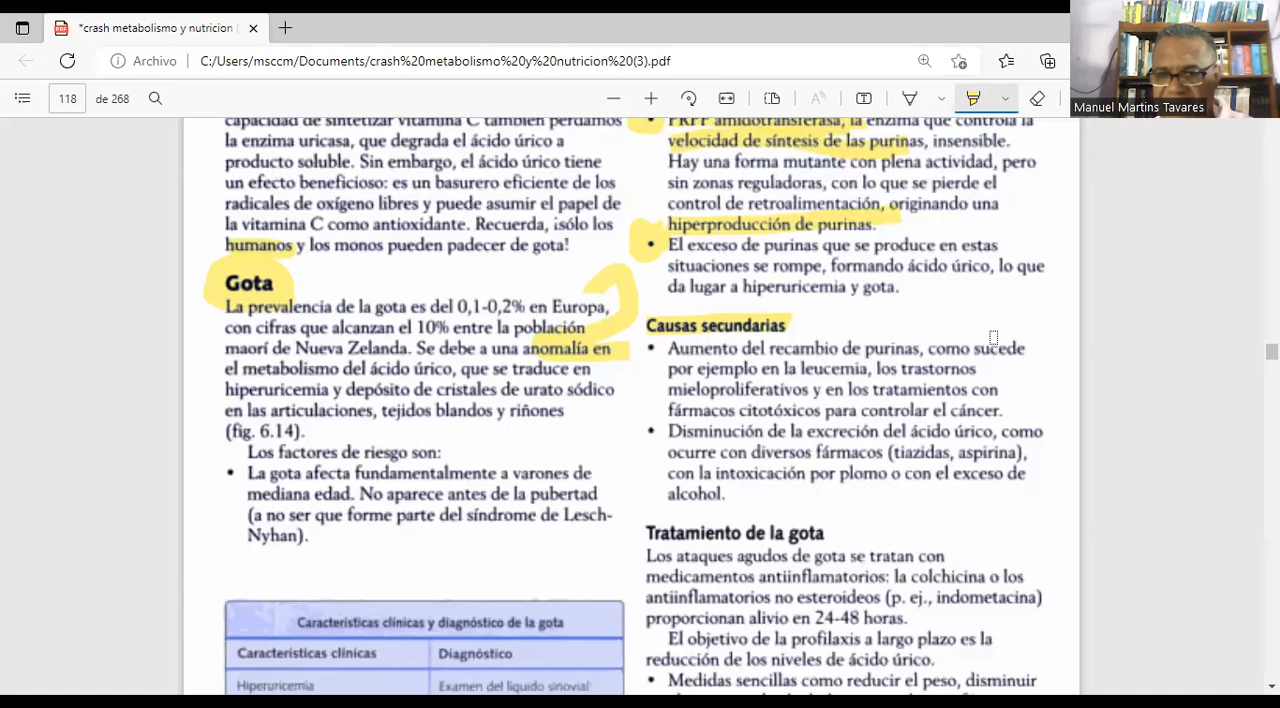 *crash metabolismo y nutricion
Archivo
C:/Users/msccm/Documents/crash%20metabolismo%20y%20nutricion%20(3).pdf
118
de 268
Manuel Martins Tavares
capacidad de sintetizar vitamina C también perdamos
la enzima uricasa, que degrada el ácido úrico a
producto soluble. Sin embargo, el ácido úrico tiene
un efecto beneficioso: es un basurero eficiente de los
radicales de oxígeno libres y puede asumir el papel de
la vitamina C como antioxidante. Recuerda, ¡sólo los
humanos y los monos pueden padecer de gota!
Gota
La prevalencia de la gota es del 0,1-0,2% en Europa,
con cifras que alcanzan el 10% entre la población
maorí de Nueva Zelanda. Se debe a una anomalía en
el metabolismo del ácido úrico, que se traduce en
hiperuricemia y depósito de cristales de urato sódico
en las articulaciones, tejidos blandos y riñones
(fig. 6.14).
Los factores de riesgo son:
• La gota afecta fundamentalmente a varones de
mediana edad. No aparece antes de la pubertad
(a no ser que forme parte del síndrome de Lesch-
Nyhan).
Características clínicas y diagnóstico de la gota
Características clínicas
Diagnóstico
Hiperuricemia
Examen del líquido sinovial:
2
PRPP amidotransferasa, la enzima que controla la
velocidad de síntesis de las purinas, insensible.
Hay una forma mutante con plena actividad, pero
sin zonas reguladoras, con lo que se pierde el
control de retroalimentación, originando una
hiperproducción de purinas.
• El exceso de purinas que se produce en estas
situaciones se rompe, formando ácido úrico, lo que
da lugar a hiperuricemia y gota.
Causas secundarias
• Aumento del recambio de purinas, como sucede
por ejemplo en la leucemia, los trastornos
mieloproliferativos y en los tratamientos con
fármacos citotóxicos para controlar el cáncer.
• Disminución de la excreción del ácido úrico, como
ocurre con diversos fármacos (tiazidas, aspirina),
con la intoxicación por plomo o con el exceso de
alcohol.
Tratamiento de la gota
Los ataques agudos de gota se tratan con
medicamentos antiinflamatorios: la colchicina o los
antiinflamatorios no esteroideos (p. ej., indometacina)
proporcionan alivio en 24-48 horas.
El objetivo de la profilaxis a largo plazo es la
reducción de los niveles de ácido úrico.
• Medidas sencillas como reducir el peso, disminuir